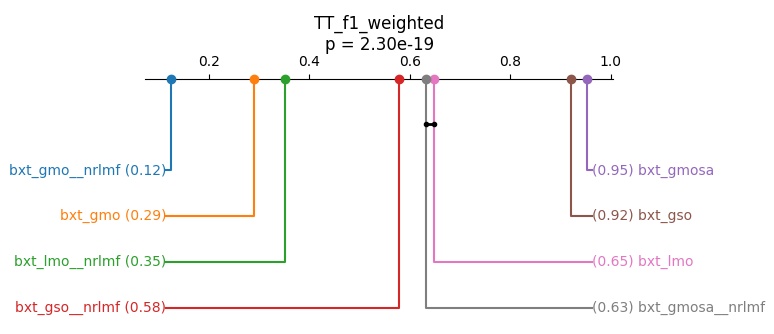 TT_f1_weighted
p = 2.30e-19
0.2 0.4 0.6 0.8 1.0
bxt_gmo__nrlmf (0.12) (0.95) bxt_gmosa
bxt_gmo (0.29) (0.92) bxt_gso
bxt_lmo__nrlmf (0.35) (0.65) bxt_lmo
bxt_gso__nrlmf (0.58) (0.63) bxt_gmosa__nrlmf